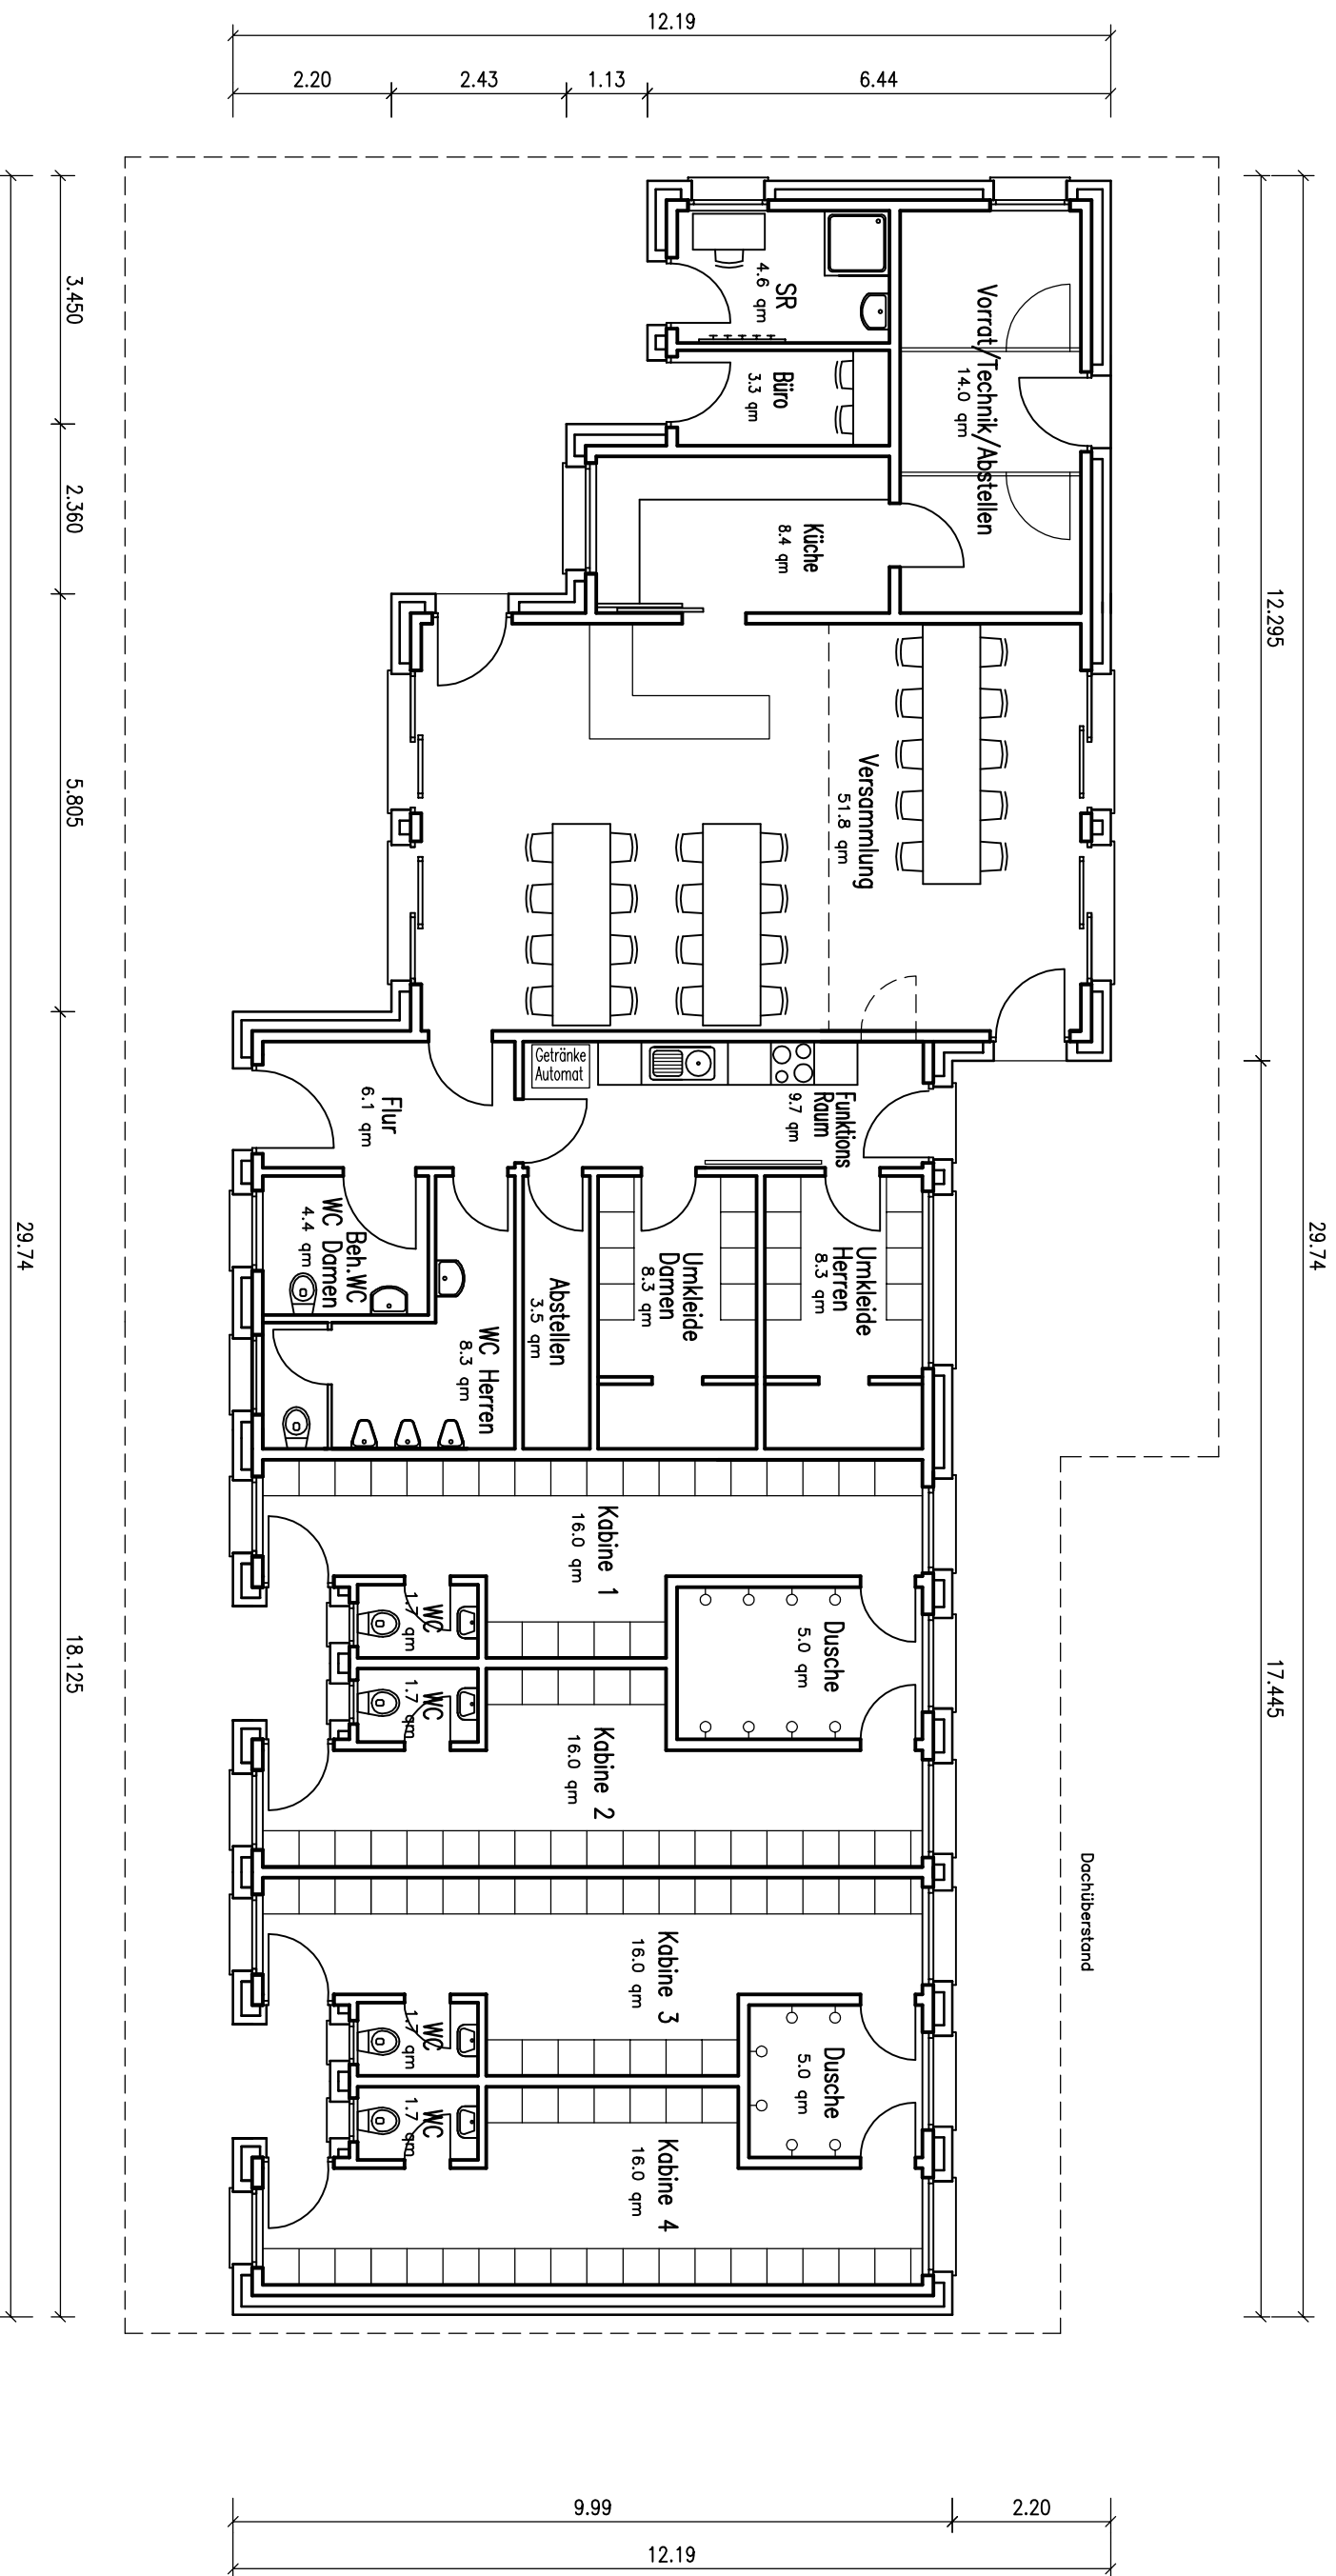 12.19
2.20
2.43
1.13
6.44
29.74
12.295
17.445
3.450
2.360
5.805
18.125
29.74
SR
4.6 qm
Büro
3.3 qm
Vorrat/Technik/Abstellen
14.0 qm
Küche
8.4 qm
Versammlung
51.8 qm
Getränke
Automat
Flur
6.1 qm
Funktions
Raum
9.7 qm
Beh.WC
WC Damen
4.4 qm
WC Herren
8.3 qm
Abstellen
3.5 qm
Umkleide
Damen
8.3 qm
Umkleide
Herren
8.3 qm
Kabine 1
16.0 qm
WC
1.7 qm
Dusche
5.0 qm
WC
1.7 qm
Kabine 2
16.0 qm
Dachüberstand
Kabine 3
16.0 qm
WC
1.7 qm
Dusche
5.0 qm
WC
1.7 qm
Kabine 4
16.0 qm
9.99
2.20
12.19